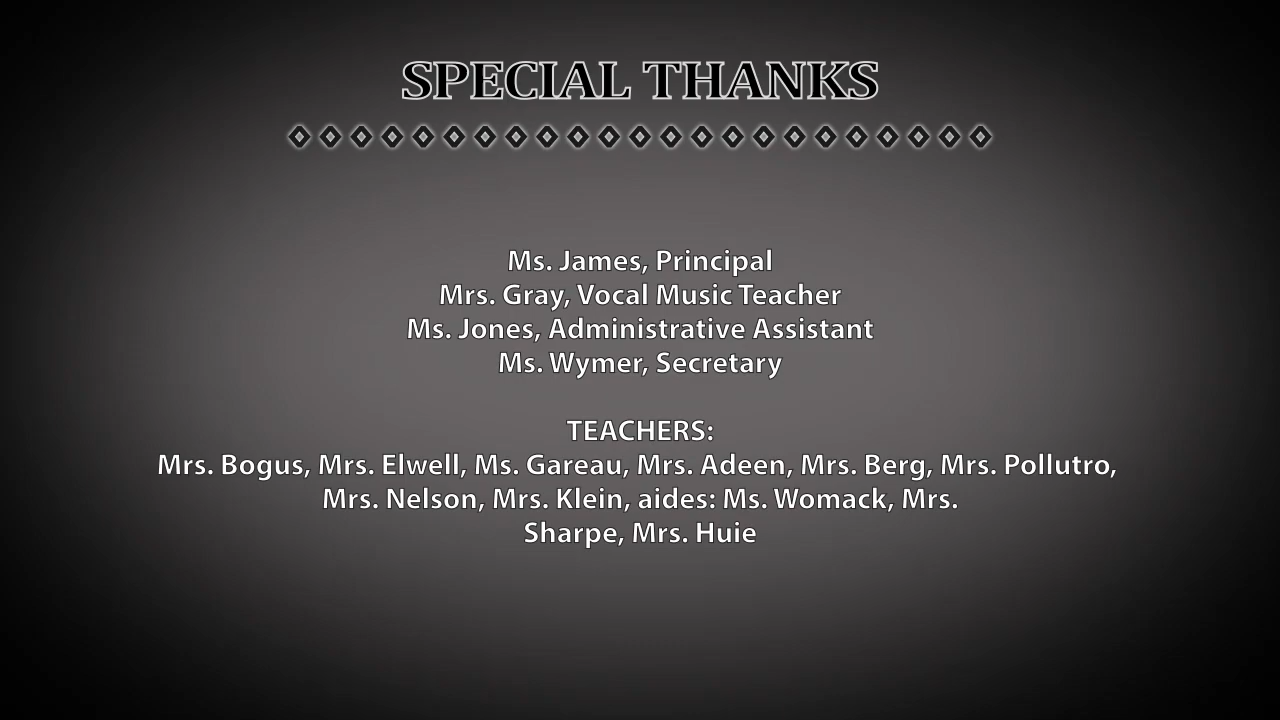 SPECIAL THANKS
Ms. James, Principal
Mrs. Gray, Vocal Music Teacher
Ms. Jones, Administrative Assistant
Ms. Wymer, Secretary
TEACHERS:
Mrs. Bogus, Mrs. Elwell, Ms. Gareau, Mrs. Adeen, Mrs. Berg, Mrs. Pollutro,
Mrs. Nelson, Mrs. Klein, aides: Ms. Womack, Mrs.
Sharpe, Mrs. Huie